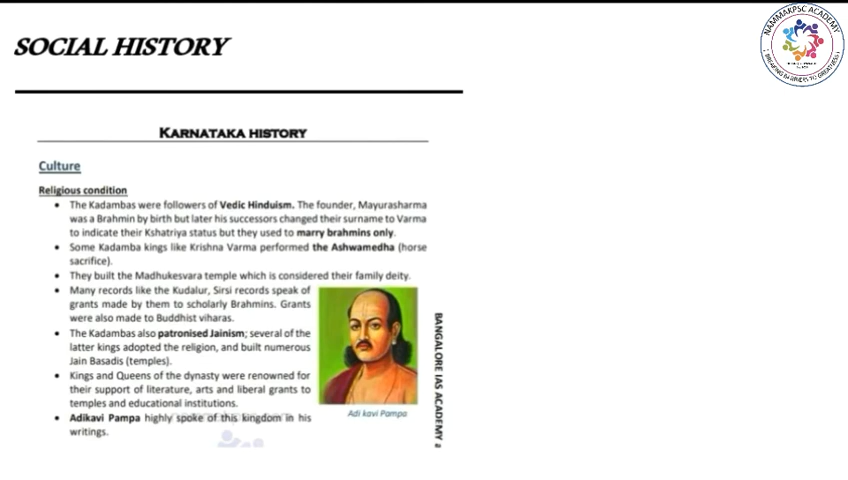 SOCIAL HISTORY
NAMMAKPSC ACADEMY
BREAKING BARRIERS TO GREATNESS
KARNATAKA HISTORY
Culture
Religious condition
• The Kadambas were followers of Vedic Hinduism. The founder, Mayurasharma
was a Brahmin by birth but later his successors changed their surname to Varma
to indicate their Kshatriya status but they used to marry brahmins only.
• Some Kadamba kings like Krishna Varma performed the Ashwamedha (horse
sacrifice).
• They built the Madhukesvara temple which is considered their family deity.
• Many records like the Kudalur, Sirsi records speak of
grants made by them to scholarly Brahmins. Grants
were also made to Buddhist viharas.
• The Kadambas also patronised Jainism; several of the
latter kings adopted the religion, and built numerous
Jain Basadis (temples).
• Kings and Queens of the dynasty were renowned for
their support of literature, arts and liberal grants to
temples and educational institutions.
• Adikavi Pampa highly spoke of this kingdom in his
writings.
Adi kavi Pampa
BANGALORE IAS ACADEMY